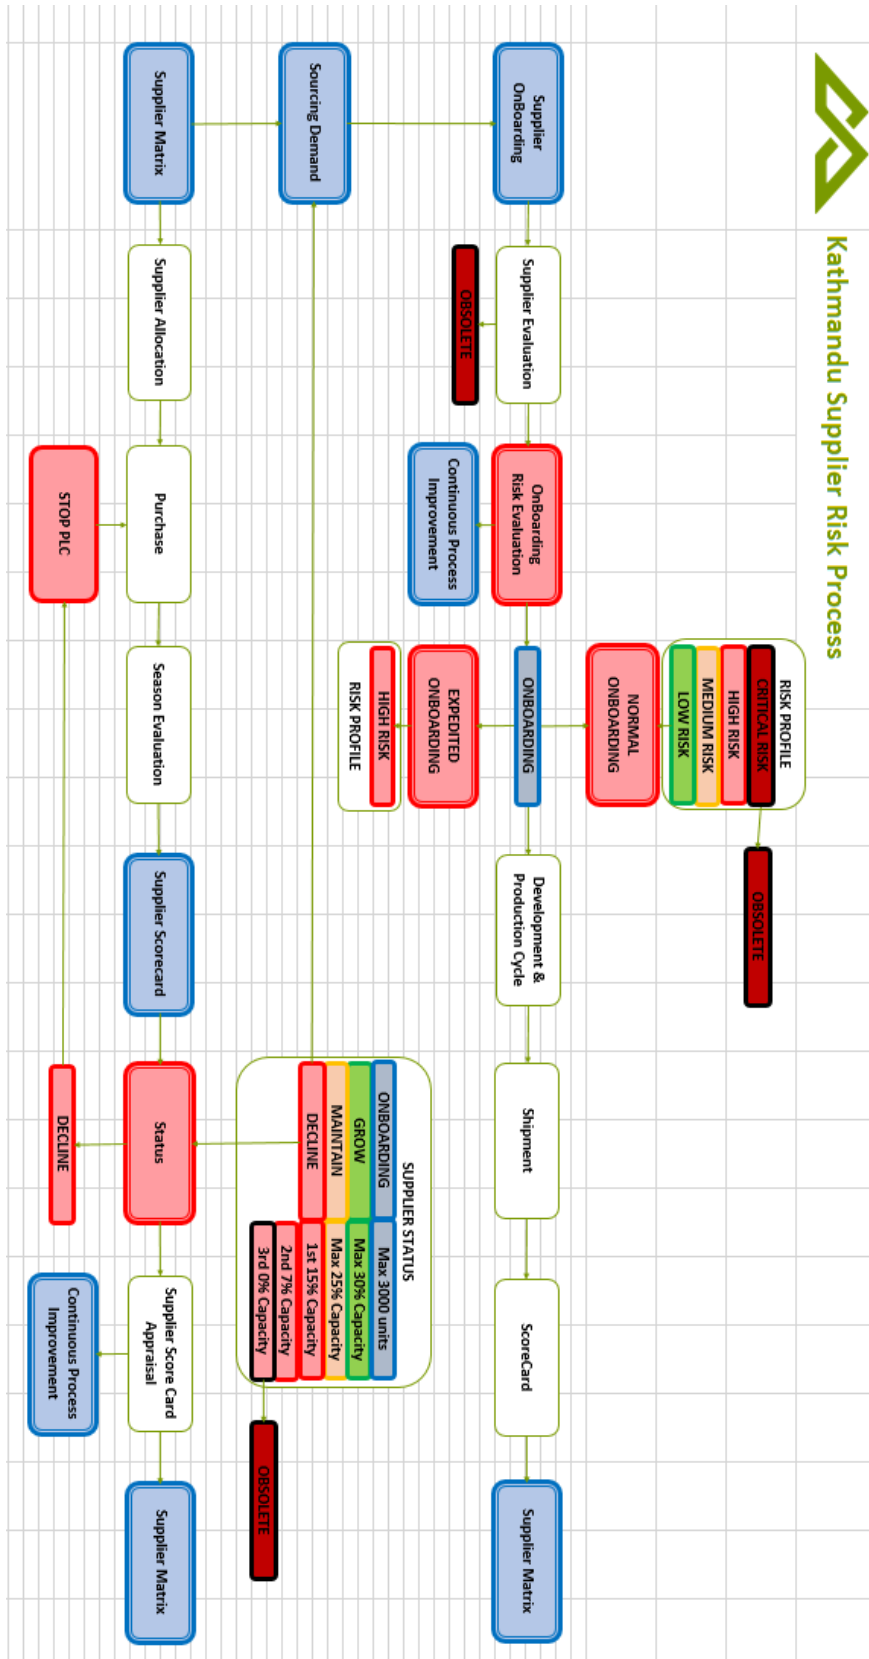 Kathmandu Supplier Risk Process
RISK PROFILE
CRITICAL RISK
HIGH RISK
MEDIUM RISK
LOW RISK
OBSOLETE
NORMAL
ONBOARDING
Supplier
OnBoarding
Supplier Evaluation
OnBoarding
Risk Evaluation
ONBOARDING
Development &
Production Cycle
Shipment
ScoreCard
Supplier Matrix
OBSOLETE
Continuous Process
Improvement
EXPEDITED
ONBOARDING
HIGH RISK
RISK PROFILE
Sourcing Demand
SUPPLIER STATUS
ONBOARDING
Max 3000 units
GROW
Max 30% Capacity
MAINTAIN
Max 25% Capacity
DECLINE
1st 15% Capacity
2nd 7% Capacity
3rd 0% Capacity
OBSOLETE
Supplier Matrix
Supplier Allocation
Purchase
Season Evaluation
Supplier Scorecard
Status
Supplier Score Card
Appraisal
Supplier Matrix
STOP PLC
DECLINE
Continuous Process
Improvement